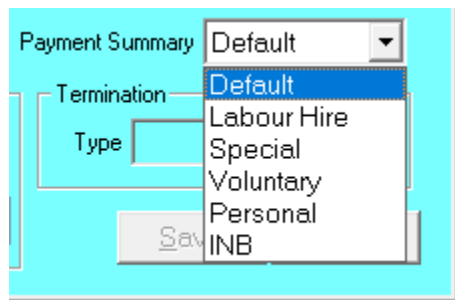 Payment Summary Default
Termination
Default
Labour Hire
Type
Special
Voluntary
Personal
INB